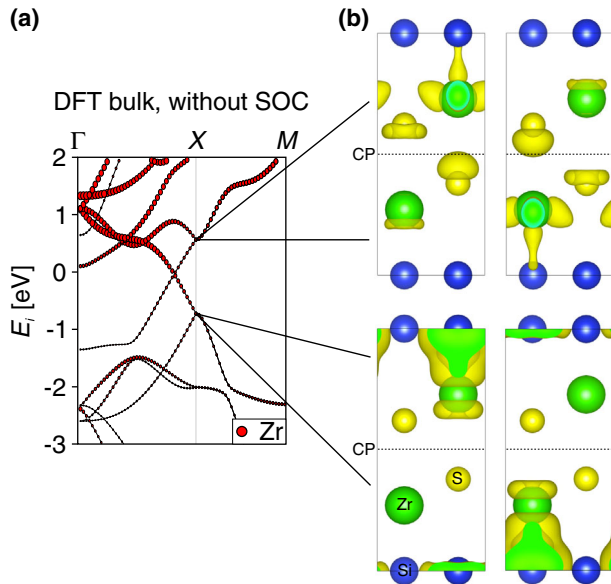 (a)
DFT bulk, without SOC
Γ X M
2
1
0
-1
-2
-3
E_i [eV]
Zr
(b)
CP
CP
S
Zr
Si